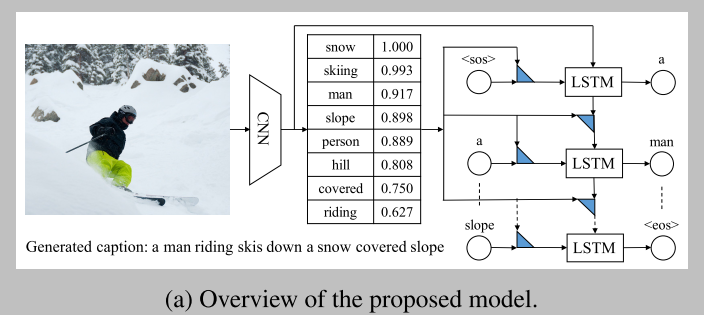 CNN
snow 1.000
skiing 0.993
man 0.917
slope 0.898
person 0.889
hill 0.808
covered 0.750
riding 0.627
<sos>
LSTM
a
a
LSTM
man
slope
LSTM
<eos>
Generated caption: a man riding skis down a snow covered slope
(a) Overview of the proposed model.